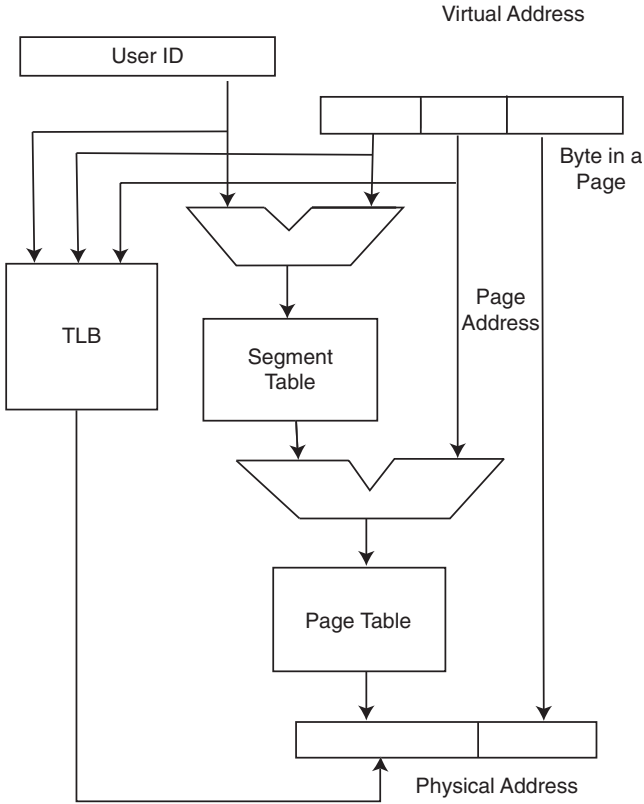 Virtual Address
User ID
Byte in a
Page
TLB
Page
Address
Segment
Table
Page Table
Physical Address